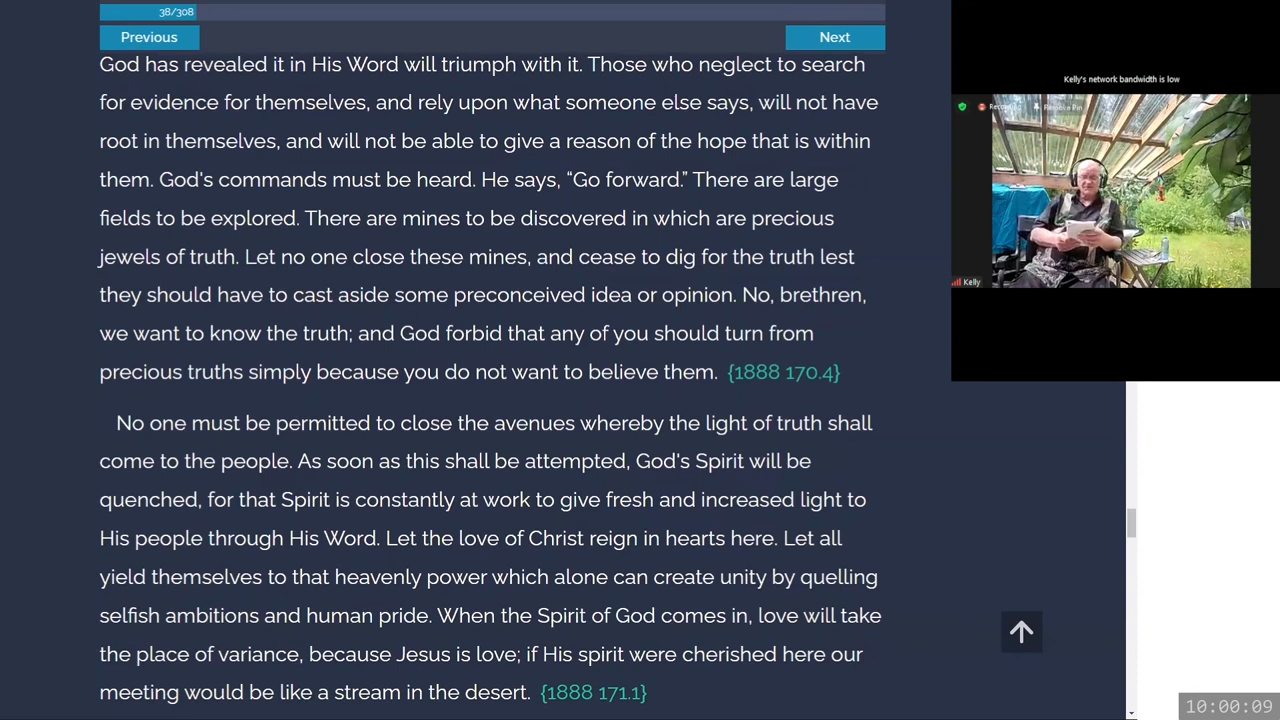 38/308
Previous
Next
God has revealed it in His Word will triumph with it. Those who neglect to search
for evidence for themselves, and rely upon what someone else says, will not have
root in themselves, and will not be able to give a reason of the hope that is within
them. God's commands must be heard. He says, “Go forward.” There are large
fields to be explored. There are mines to be discovered in which are precious
jewels of truth. Let no one close these mines, and cease to dig for the truth lest
they should have to cast aside some preconceived idea or opinion. No, brethren,
we want to know the truth; and God forbid that any of you should turn from
precious truths simply because you do not want to believe them. {1888 170.4}
No one must be permitted to close the avenues whereby the light of truth shall
come to the people. As soon as this shall be attempted, God's Spirit will be
quenched, for that Spirit is constantly at work to give fresh and increased light to
His people through His Word. Let the love of Christ reign in hearts here. Let all
yield themselves to that heavenly power which alone can create unity by quelling
selfish ambitions and human pride. When the Spirit of God comes in, love will take
the place of variance, because Jesus is love; if His spirit were cherished here our
meeting would be like a stream in the desert. {1888 171.1}
Kelly's network bandwidth is low
Remove Pin
Kelly
10:00:09